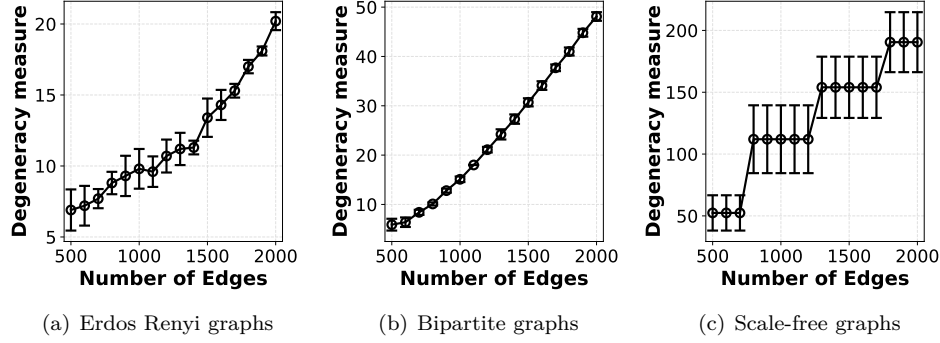 Degeneracy measure
20
15
10
5
500 1000 1500 2000
Number of Edges
(a) Erdos Renyi graphs
Degeneracy measure
50
40
30
20
10
500 1000 1500 2000
Number of Edges
(b) Bipartite graphs
Degeneracy measure
200
150
100
50
500 1000 1500 2000
Number of Edges
(c) Scale-free graphs